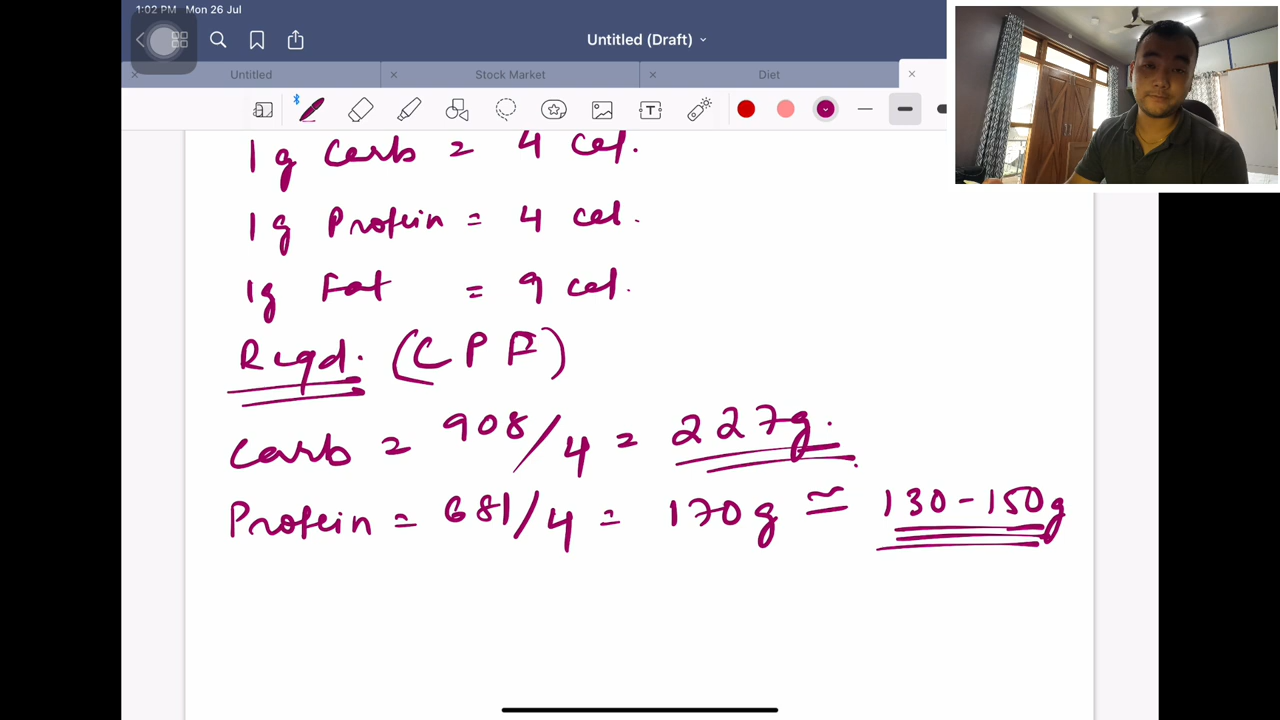 1:02 PM Mon 26 Jul
Untitled (Draft)
Untitled
Stock Market
Diet
1g Carb = 4 Cal.
1g Protein = 4 cal.
1g Fat = 9 cal.
Reqd. (C P F)
Carb = 908/4 = 227g.
Protein = 681/4 = 170g ≃ 130-150g